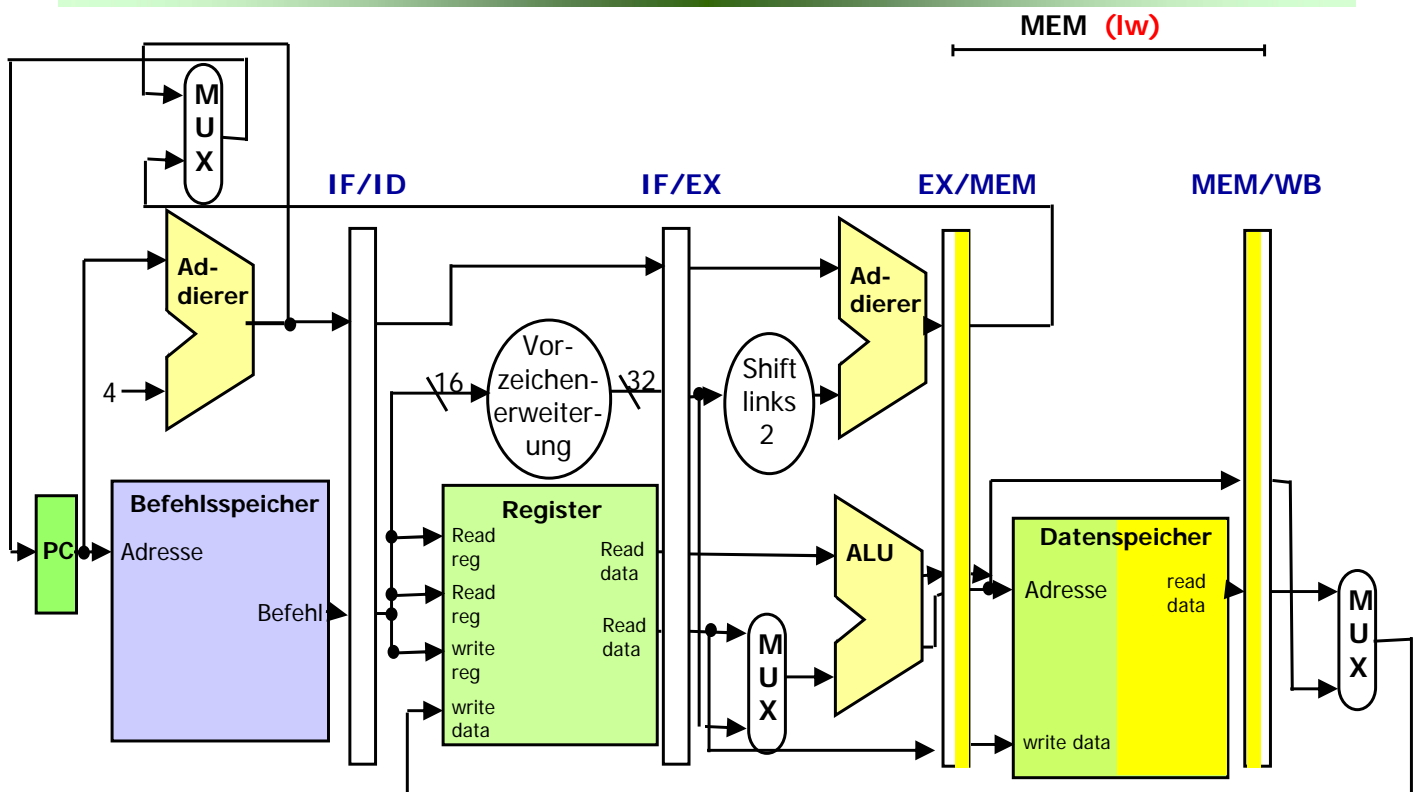 MEM (lw)
M
U
X
IF/ID
IF/EX
EX/MEM
MEM/WB
Ad-
dierer
4
16
Vor-
zeichen-
erweiter-
ung
32
Shift
links
2
Ad-
dierer
PC
Befehlsspeicher
Adresse
Befehl
Register
Read
reg
Read
reg
write
reg
write
data
Read
data
Read
data
M
U
X
ALU
Datenspeicher
Adresse
read
data
write data
M
U
X